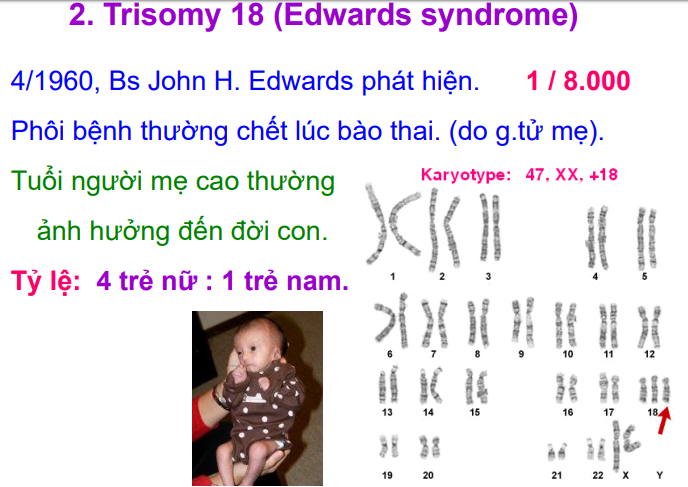 2. Trisomy 18 (Edwards syndrome)
4/1960, Bs John H. Edwards phát hiện. 1 / 8.000
Phôi bệnh thường chết lúc bào thai. (do g.tử mẹ).
Tuổi người mẹ cao thường
ảnh hưởng đến đời con.
Tỷ lệ: 4 trẻ nữ : 1 trẻ nam.
Karyotype: 47, XX, +18
1 2 3 4 5
6 7 8 9 10 11 12
13 14 15 16 17 18
19 20 21 22 X Y